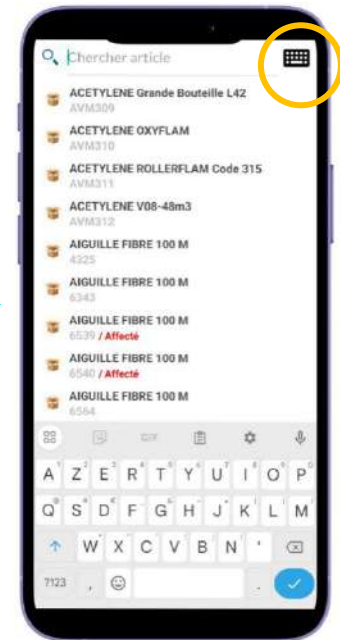 Chercher article
ACETYLENE Grande Bouteille L42
AVM309
ACETYLENE OXYFLAM
AVM310
ACETYLENE ROLLERFLAM Code 315
AVM311
ACETYLENE V08-48m3
AVM312
AIGUILLE FIBRE 100 M
4325
AIGUILLE FIBRE 100 M
6343
AIGUILLE FIBRE 100 M
6539 / Affecté
AIGUILLE FIBRE 100 M
6540 / Affecté
AIGUILLE FIBRE 100 M
6564
GIF
A Z E R T Y U I O P
Q S D F G H J K L M
W X C V B N '
?123 , .